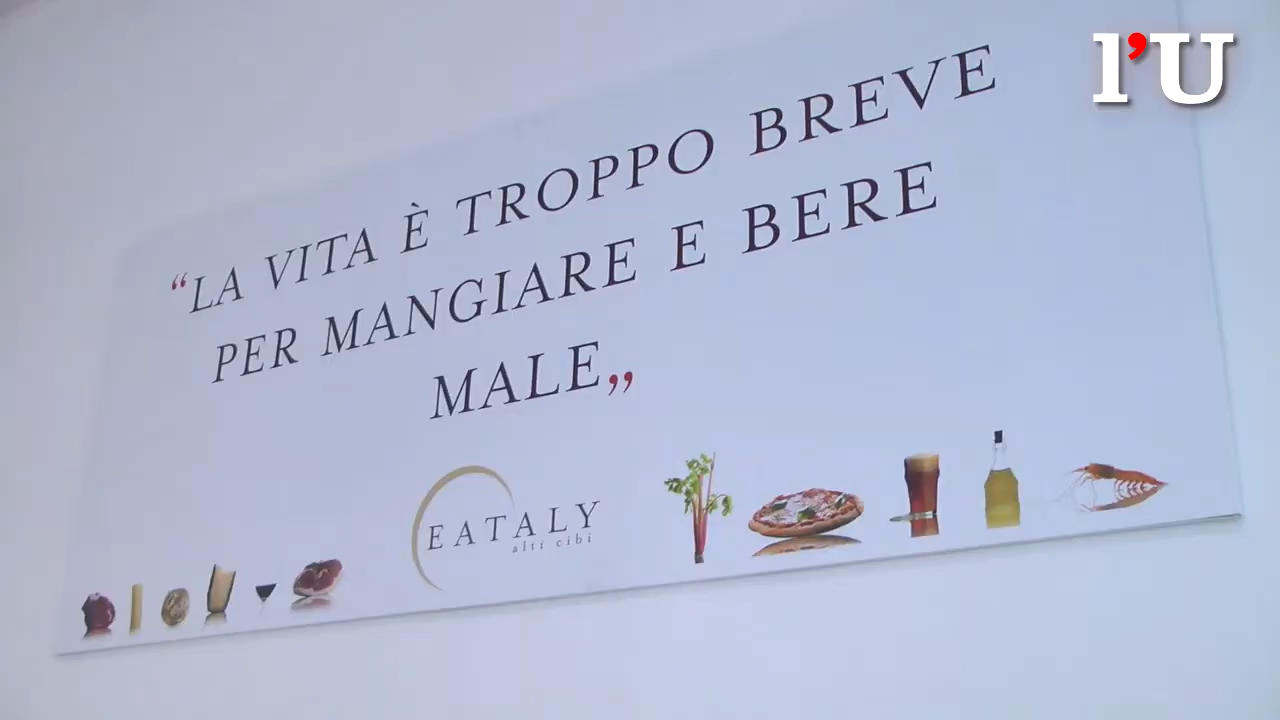 l'U
“LA VITA È TROPPO BREVE
PER MANGIARE E BERE
MALE„
EATALY
alti cibi